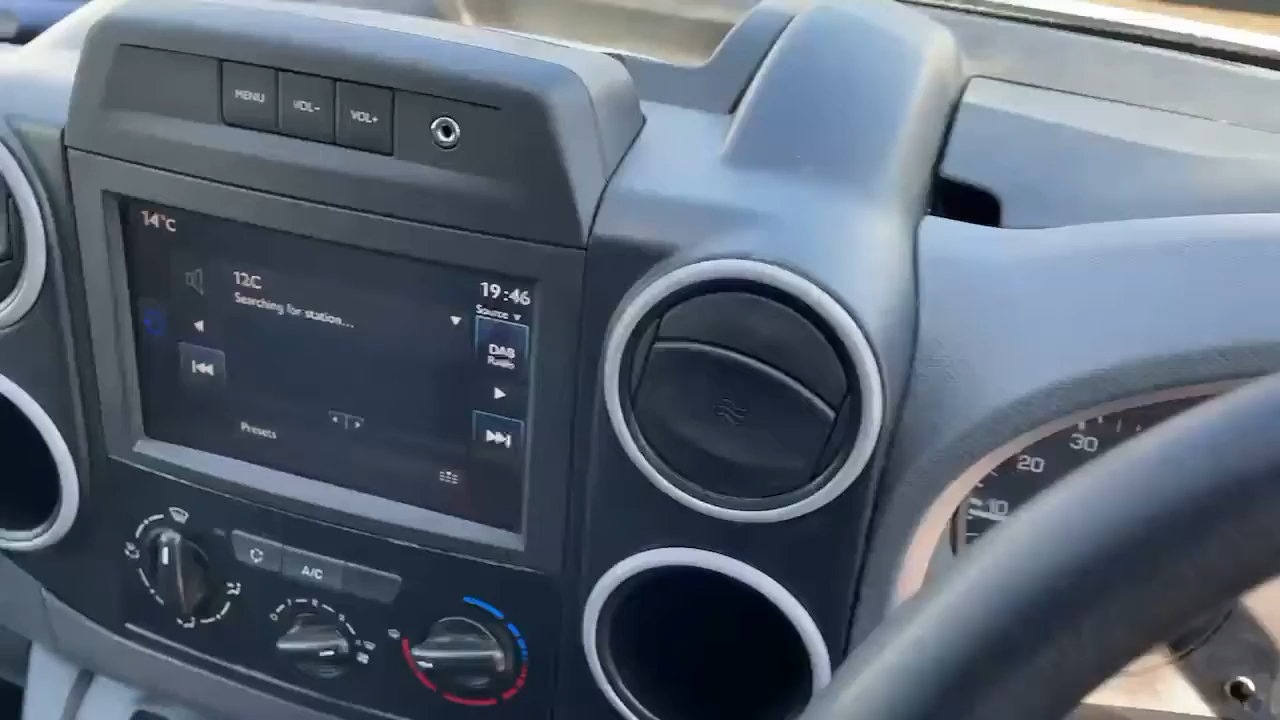 MENU
VOL-
VOL+
14°C
12C
Searching for station...
19:46
Source
DAB
Radio
Presets
A/C
30
20
10